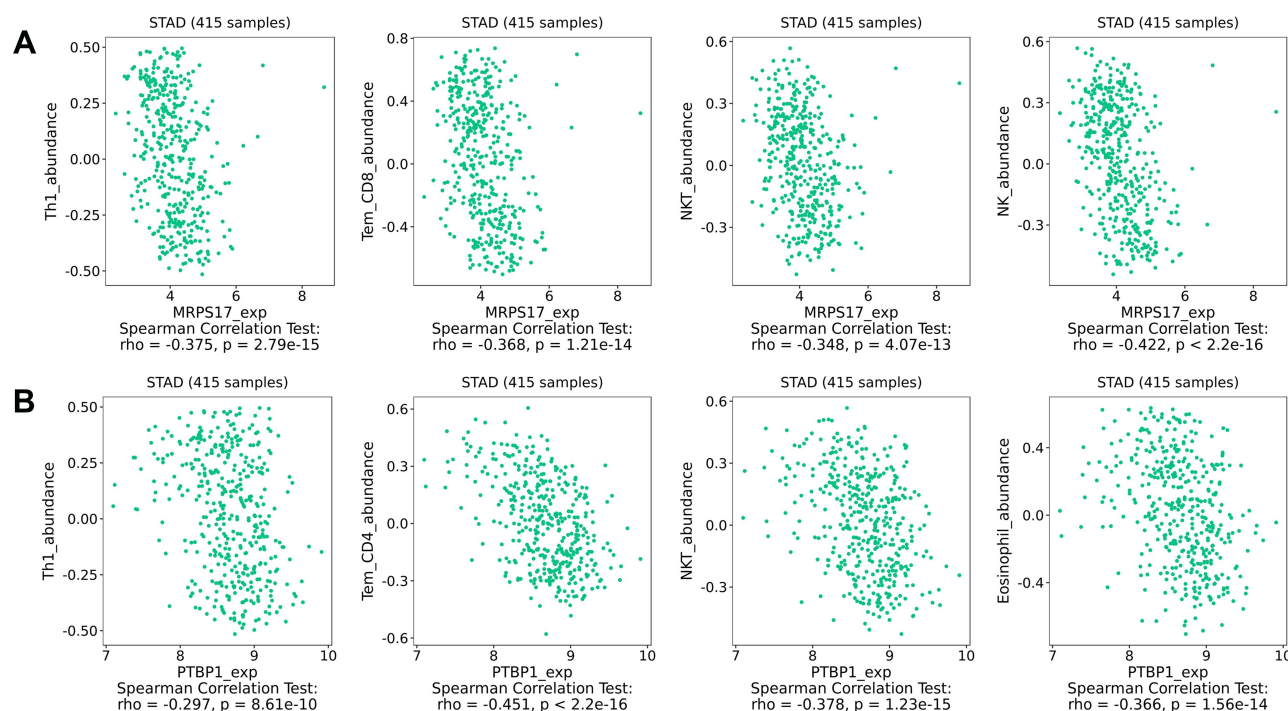 A
STAD (415 samples)
Th1_abundance
0.50
0.25
0.00
-0.25
-0.50
4
6
8
MRPS17_exp
Spearman Correlation Test:
rho = -0.375, p = 2.79e-15
STAD (415 samples)
Tem_CD8_abundance
0.8
0.4
0.0
-0.4
4
6
8
MRPS17_exp
Spearman Correlation Test:
rho = -0.368, p = 1.21e-14
STAD (415 samples)
NKT_abundance
0.6
0.3
0.0
-0.3
4
6
8
MRPS17_exp
Spearman Correlation Test:
rho = -0.348, p = 4.07e-13
STAD (415 samples)
NK_abundance
0.6
0.3
0.0
-0.3
4
6
8
MRPS17_exp
Spearman Correlation Test:
rho = -0.422, p < 2.2e-16
B
STAD (415 samples)
Th1_abundance
0.50
0.25
0.00
-0.25
-0.50
7
8
9
10
PTBP1_exp
Spearman Correlation Test:
rho = -0.297, p = 8.61e-10
STAD (415 samples)
Tem_CD4_abundance
0.6
0.3
0.0
-0.3
-0.6
7
8
9
10
PTBP1_exp
Spearman Correlation Test:
rho = -0.451, p < 2.2e-16
STAD (415 samples)
NKT_abundance
0.6
0.3
0.0
-0.3
7
8
9
10
PTBP1_exp
Spearman Correlation Test:
rho = -0.378, p = 1.23e-15
STAD (415 samples)
Eosinophil_abundance
0.4
0.0
-0.4
7
8
9
10
PTBP1_exp
Spearman Correlation Test:
rho = -0.366, p = 1.56e-14